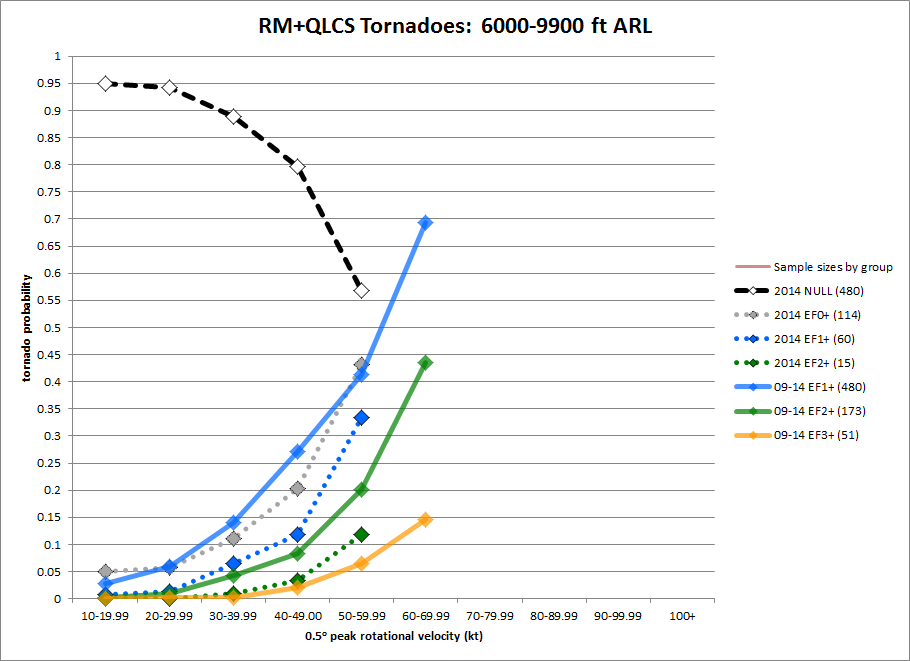 RM+QLCS Tornadoes: 6000-9900 ft ARL
1
0.95
0.9
0.85
0.8
0.75
0.7
0.65
0.6
0.55
0.5
0.45
0.4
0.35
0.3
0.25
0.2
0.15
0.1
0.05
0
tornado probability
10-19.99 20-29.99 30-39.99 40-49.00 50-59.99 60-69.99 70-79.99 80-89.99 90-99.99 100+
0.5° peak rotational velocity (kt)
Sample sizes by group
2014 NULL (480)
2014 EF0+ (114)
2014 EF1+ (60)
2014 EF2+ (15)
09-14 EF1+ (480)
09-14 EF2+ (173)
09-14 EF3+ (51)